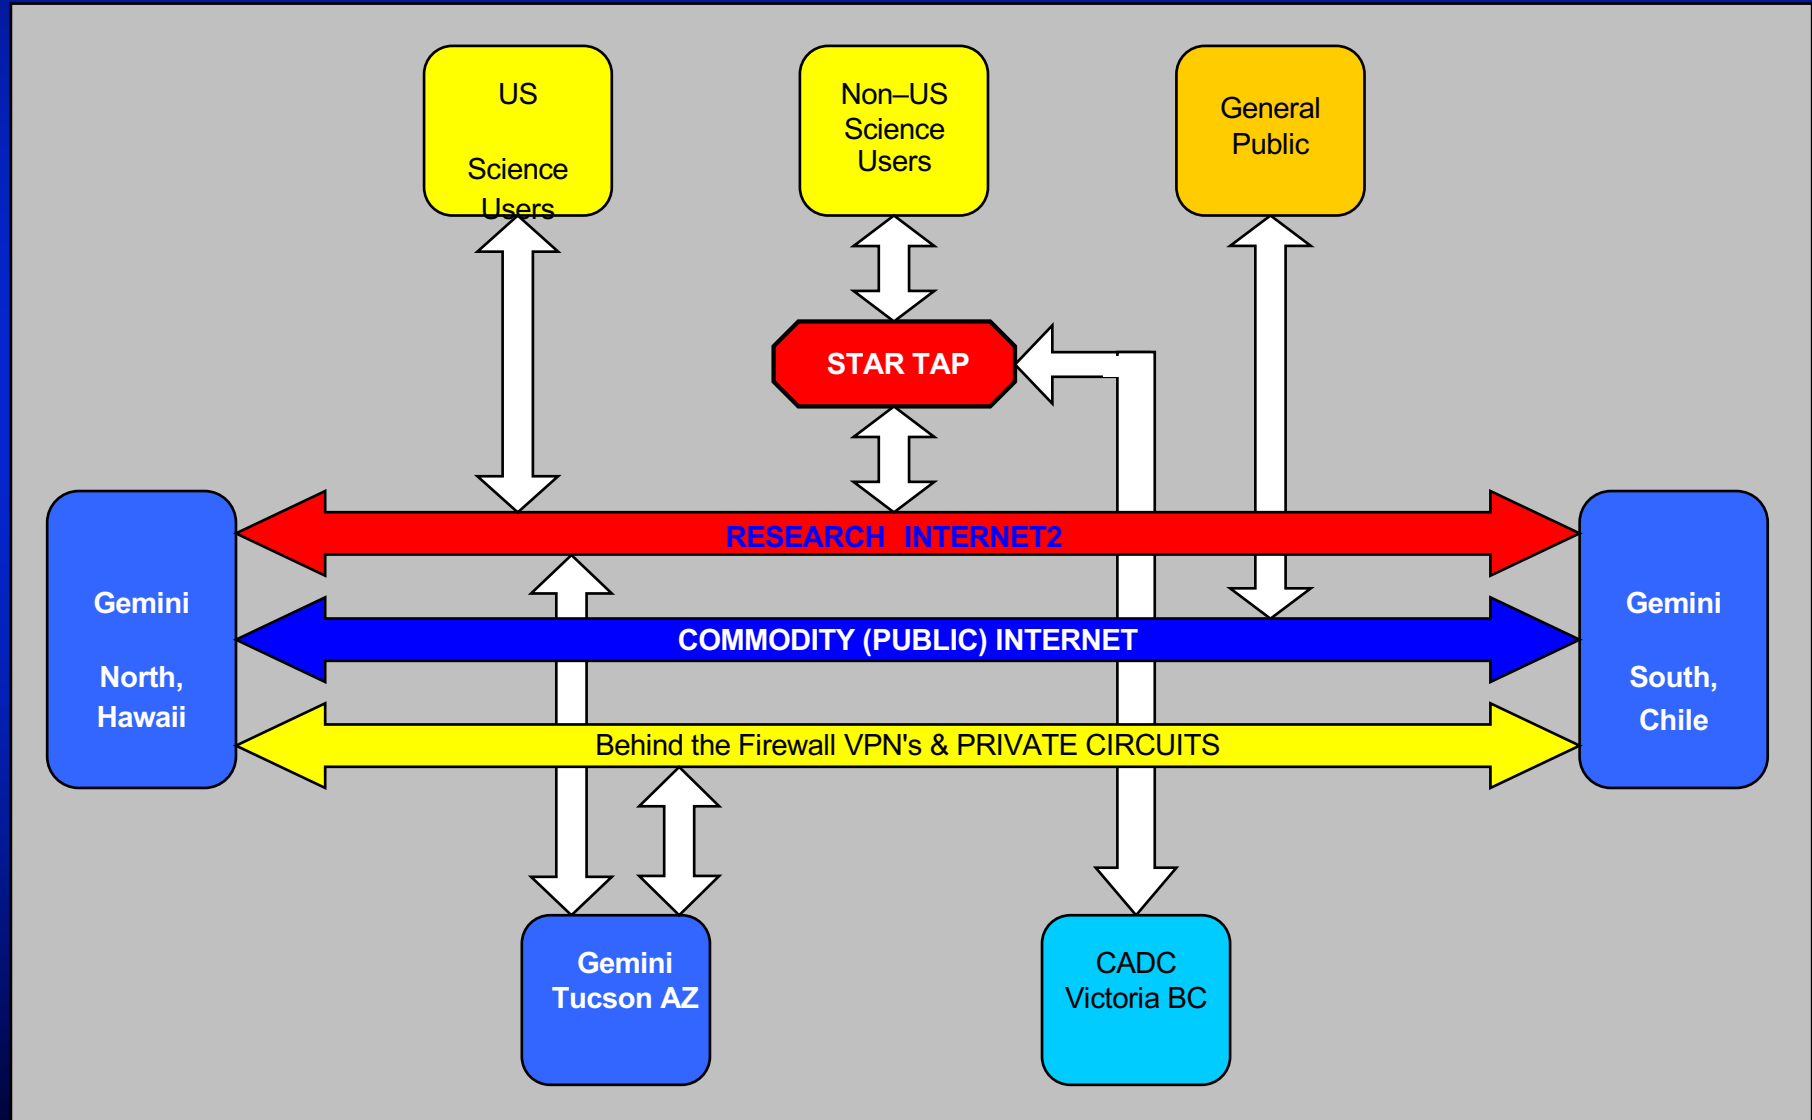 US
Science
Users
Non–US
Science
Users
General
Public
STAR TAP
RESEARCH INTERNET2
Gemini
North,
Hawaii
COMMODITY (PUBLIC) INTERNET
Gemini
South,
Chile
Behind the Firewall VPN's & PRIVATE CIRCUITS
Gemini
Tucson AZ
CADC
Victoria BC